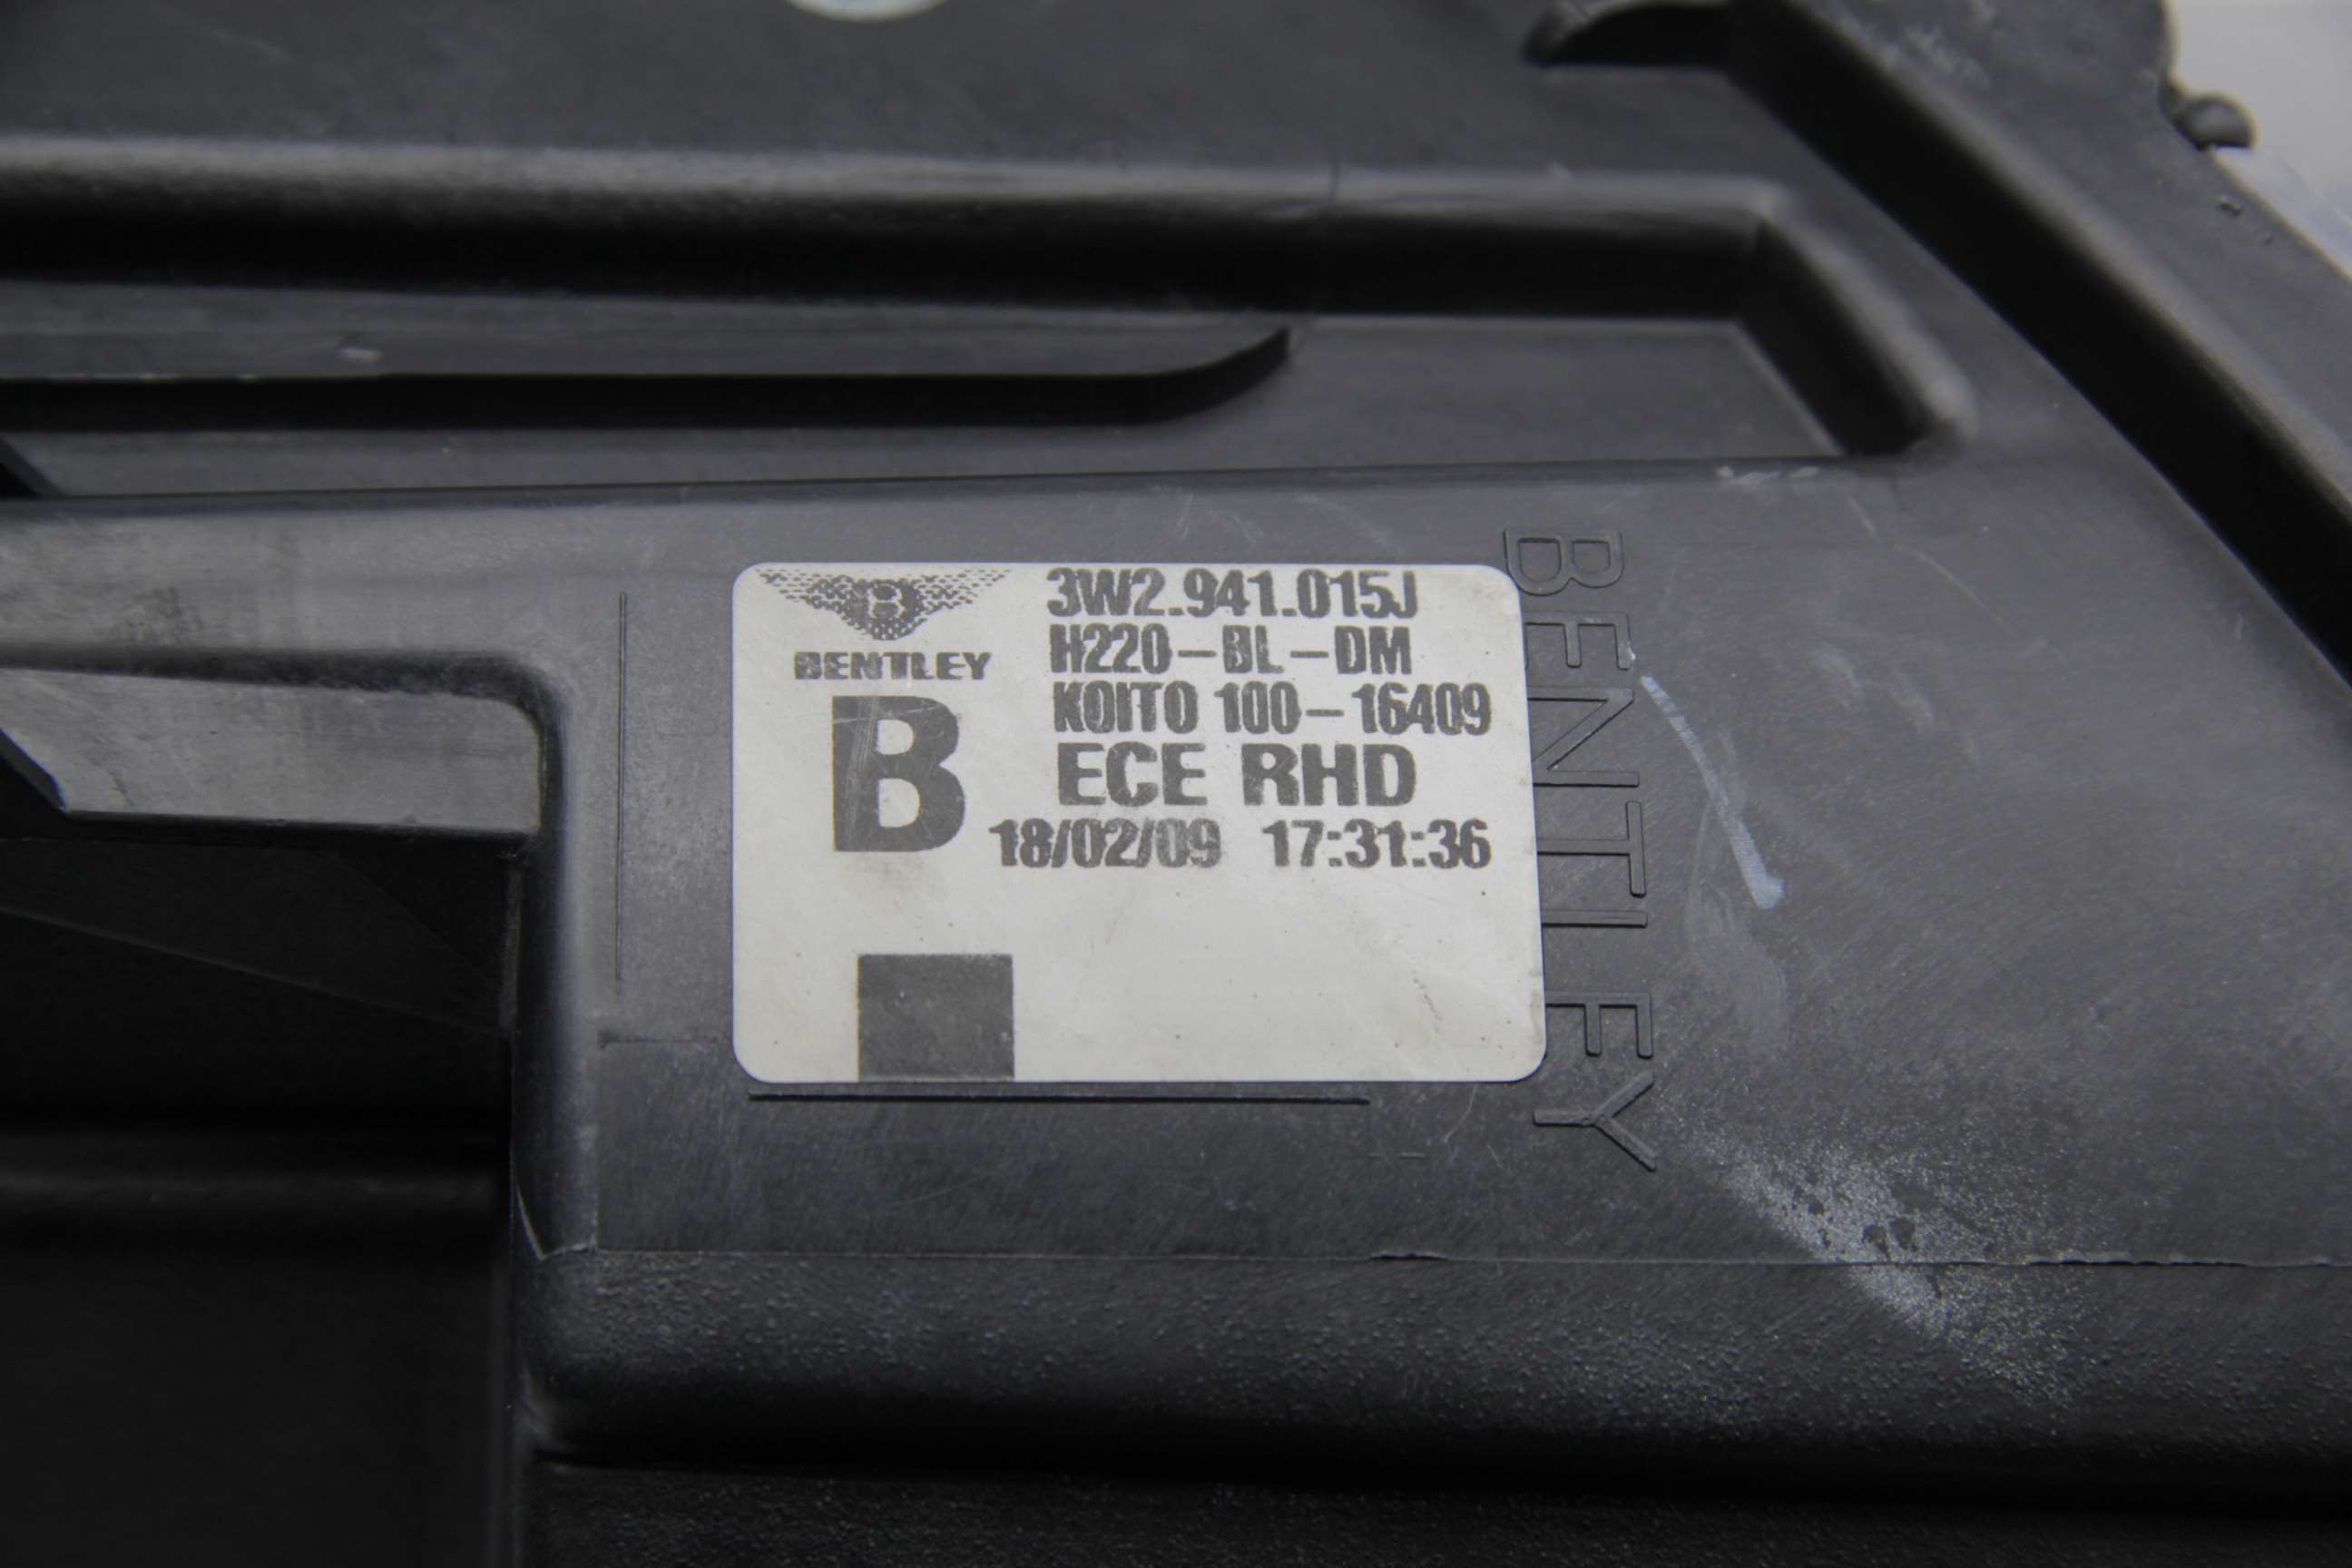 B
BENTLEY
B
3W2.941.015J
H220-BL-DM
KOITO 100-16409
ECE RHD
18/02/09 17:31:36
BENTLEY